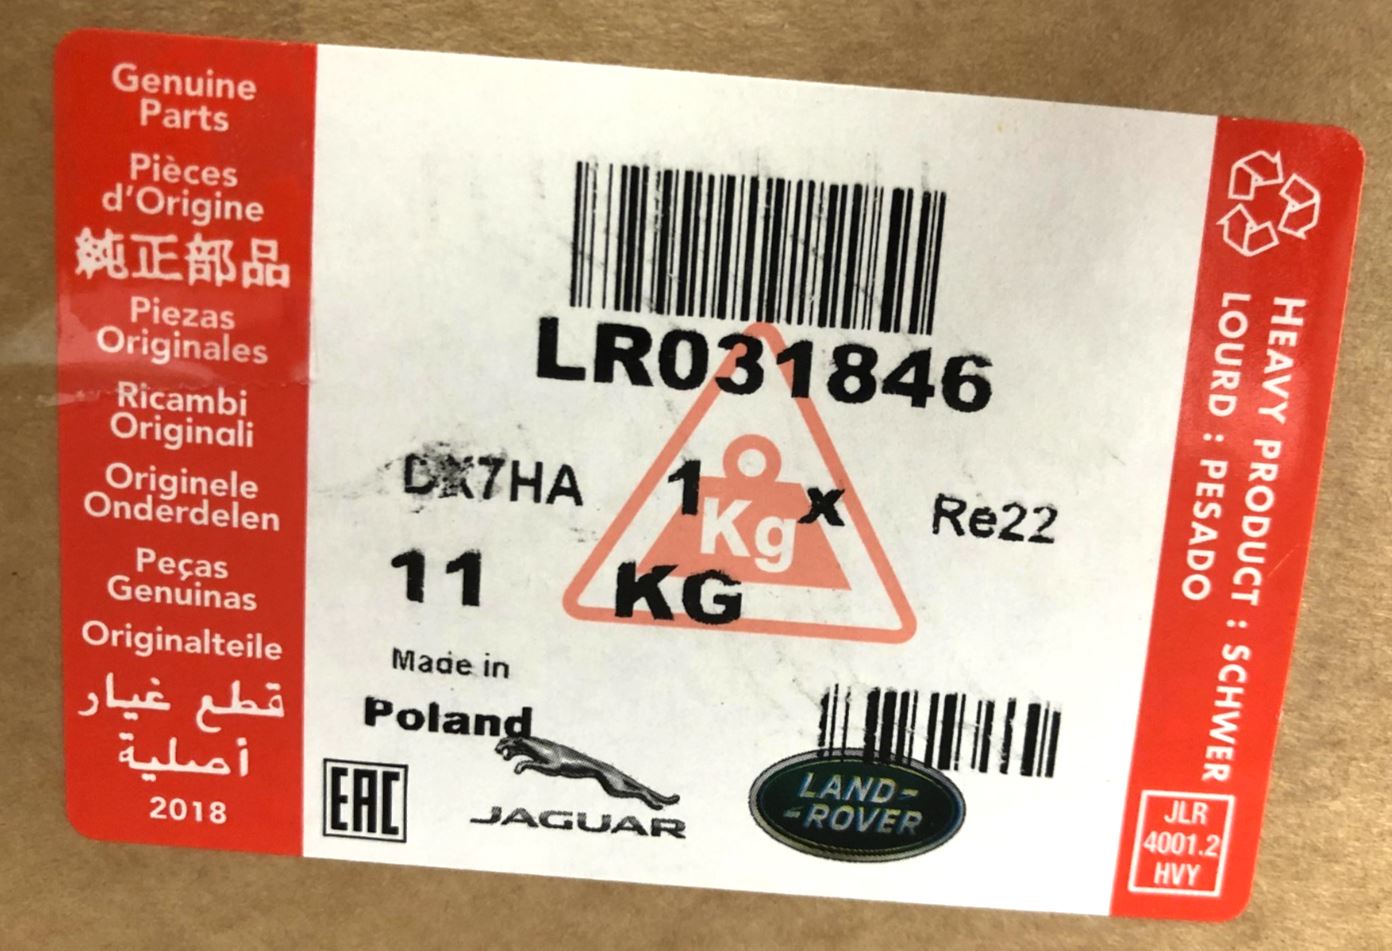 Genuine
Parts
Pièces
d'Origine
純正部品
Piezas
Originales
Ricambi
Originali
Originele
Onderdelen
Peças
Genuinas
Originalteile
قطع غيار
أصلية
2018
LR031846
DX7HA 1 x Re22
Kg
11 KG
Made in
Poland
EAC
JAGUAR
LAND-
-ROVER
HEAVY PRODUCT : SCHWER
LOURD : PESADO
JLR
4001.2
HVY